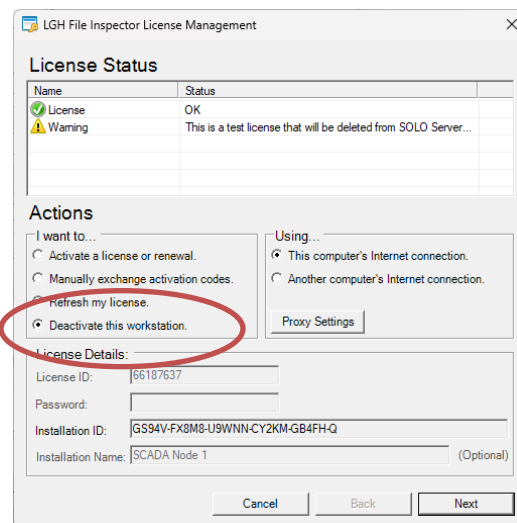 LGH File Inspector License Management
License Status
Name Status
License OK
Warning This is a test license that will be deleted from SOLO Server...
Actions
I want to... Using...
Activate a license or renewal. This computer's Internet connection.
Manually exchange activation codes. Another computer's Internet connection.
Refresh my license.
Deactivate this workstation. Proxy Settings
License Details:
License ID: 66187637
Password:
Installation ID: GS94V-FX8M8-U9WNN-CY2KM-GB4FH-Q
Installation Name: SCADA Node 1 (Optional)
Cancel Back Next